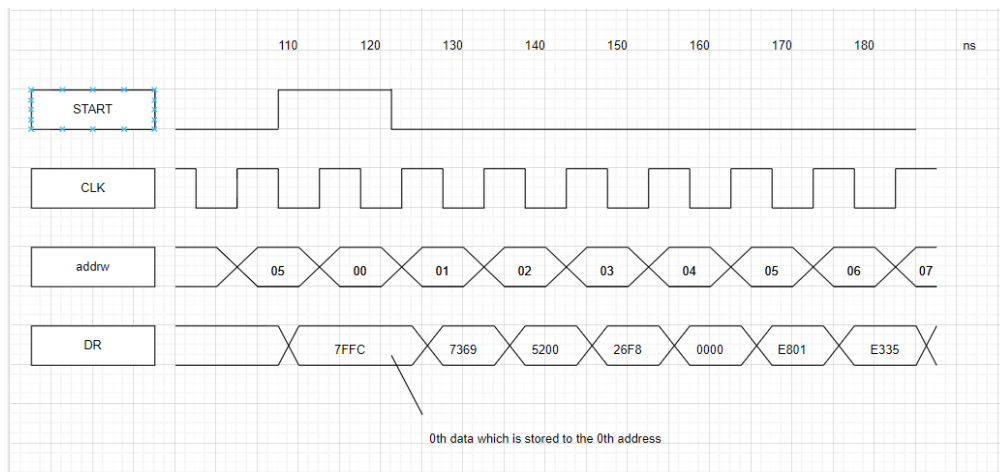 110 120 130 140 150 160 170 180 ns
START
CLK
addrw 05 00 01 02 03 04 05 06 07
DR 7FFC 7369 5200 26F8 0000 E801 E335
0th data which is stored to the 0th address